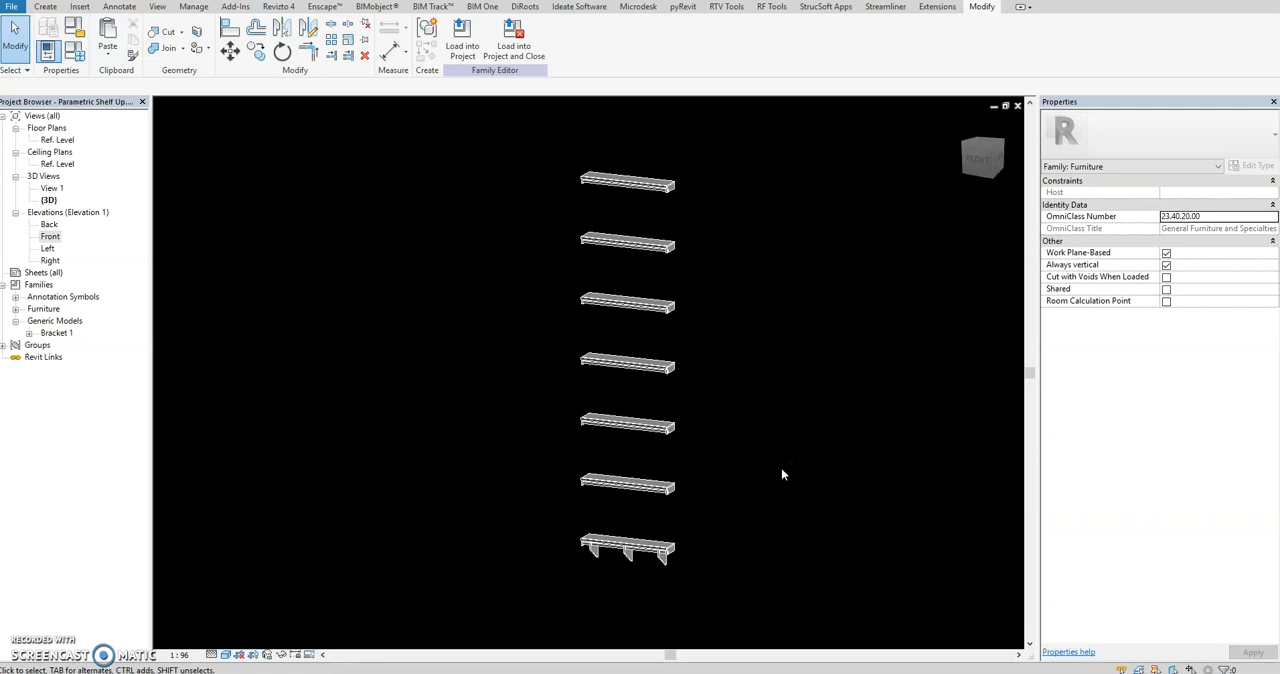 File Create Insert Annotate View Manage Add-Ins Revizto 4 Enscape™ BIMobject® BIM Track™ BIM One DiRoots Ideate Software Microdesk pyRevit RTV Tools RF Tools StrucSoft Apps Streamliner Extensions Modify
Modify
Paste
Cut
Join
Load into
Project
Load into
Project and Close
Select Properties Clipboard Geometry Modify Measure Create Family Editor
Project Browser - Parametric Shelf Up....
Views (all)
Floor Plans
Ref. Level
Ceiling Plans
Ref. Level
3D Views
View 1
(3D)
Elevations (Elevation 1)
Back
Front
Left
Right
Sheets (all)
Families
Annotation Symbols
Furniture
Generic Models
Bracket 1
Groups
Revit Links
FRONT
Properties
R
Family: Furniture
Edit Type
Constraints
Host
Identity Data
OmniClass Number 23.40.20.00
OmniClass Title General Furniture and Specialties
Other
Work Plane-Based
Always vertical
Cut with Voids When Loaded
Shared
Room Calculation Point
Properties help
Apply
RECORDED WITH
SCREENCAST MATIC
1 : 96
Click to select, TAB for alternates, CTRL adds, SHIFT unselects.
:0